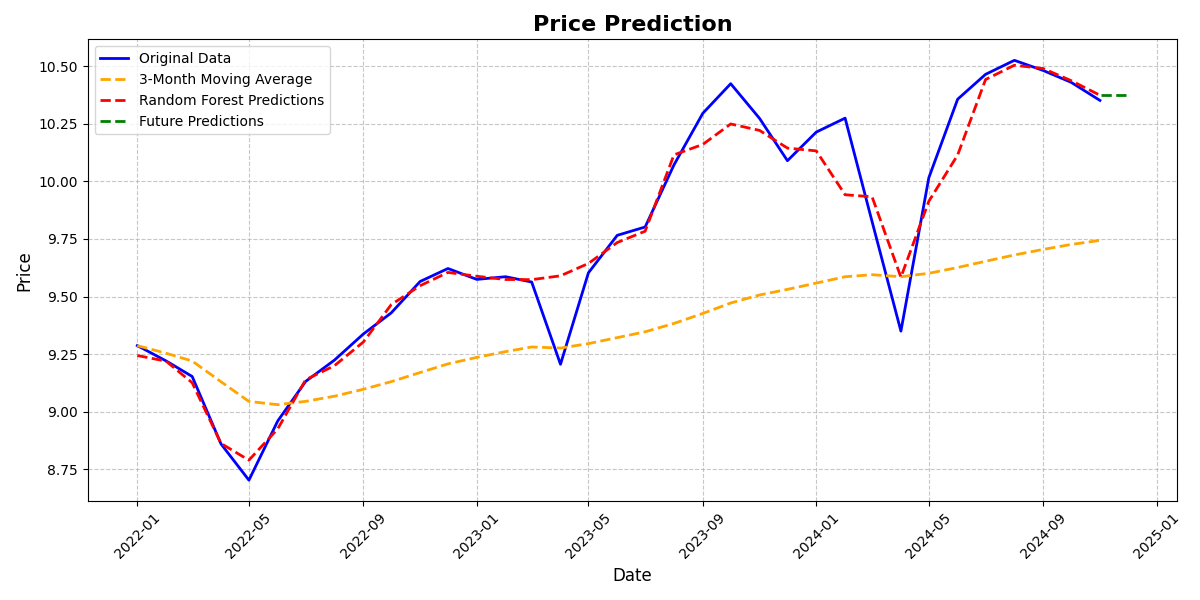 Price Prediction
Original Data
3-Month Moving Average
Random Forest Predictions
Future Predictions
Price
10.50
10.25
10.00
9.75
9.50
9.25
9.00
8.75
2022-01
2022-05
2022-09
2023-01
2023-05
2023-09
2024-01
2024-05
2024-09
2025-01
Date